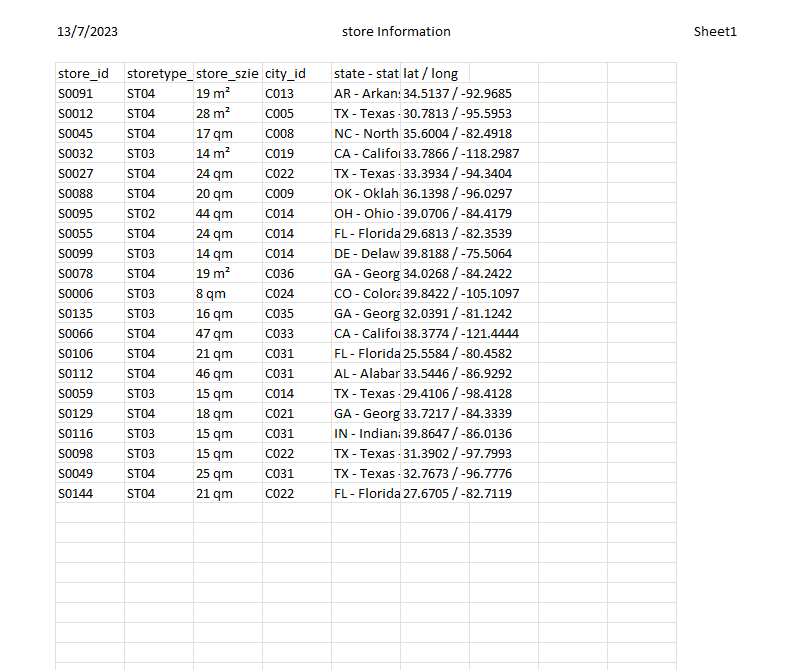 13/7/2023 store Information Sheet1
store_id storetype_ store_szie city_id state - stat lat / long
S0091 ST04 19 m² C013 AR - Arkans 34.5137 / -92.9685
S0012 ST04 28 m² C005 TX - Texas - 30.7813 / -95.5953
S0045 ST04 17 qm C008 NC - North 35.6004 / -82.4918
S0032 ST03 14 m² C019 CA - Califor 33.7866 / -118.2987
S0027 ST04 24 qm C022 TX - Texas - 33.3934 / -94.3404
S0088 ST04 20 qm C009 OK - Oklah 36.1398 / -96.0297
S0095 ST02 44 qm C014 OH - Ohio - 39.0706 / -84.4179
S0055 ST04 24 qm C014 FL - Florida 29.6813 / -82.3539
S0099 ST03 14 qm C014 DE - Delaw 39.8188 / -75.5064
S0078 ST04 19 m² C036 GA - Georg 34.0268 / -84.2422
S0006 ST03 8 qm C024 CO - Colora 39.8422 / -105.1097
S0135 ST03 16 qm C035 GA - Georg 32.0391 / -81.1242
S0066 ST04 47 qm C033 CA - Califor 38.3774 / -121.4444
S0106 ST04 21 qm C031 FL - Florida 25.5584 / -80.4582
S0112 ST04 46 qm C031 AL - Alabar 33.5446 / -86.9292
S0059 ST03 15 qm C014 TX - Texas - 29.4106 / -98.4128
S0129 ST04 18 qm C021 GA - Georg 33.7217 / -84.3339
S0116 ST03 15 qm C031 IN - Indiana 39.8647 / -86.0136
S0098 ST03 15 qm C022 TX - Texas - 31.3902 / -97.7993
S0049 ST04 25 qm C031 TX - Texas - 32.7673 / -96.7776
S0144 ST04 21 qm C022 FL - Florida 27.6705 / -82.7119